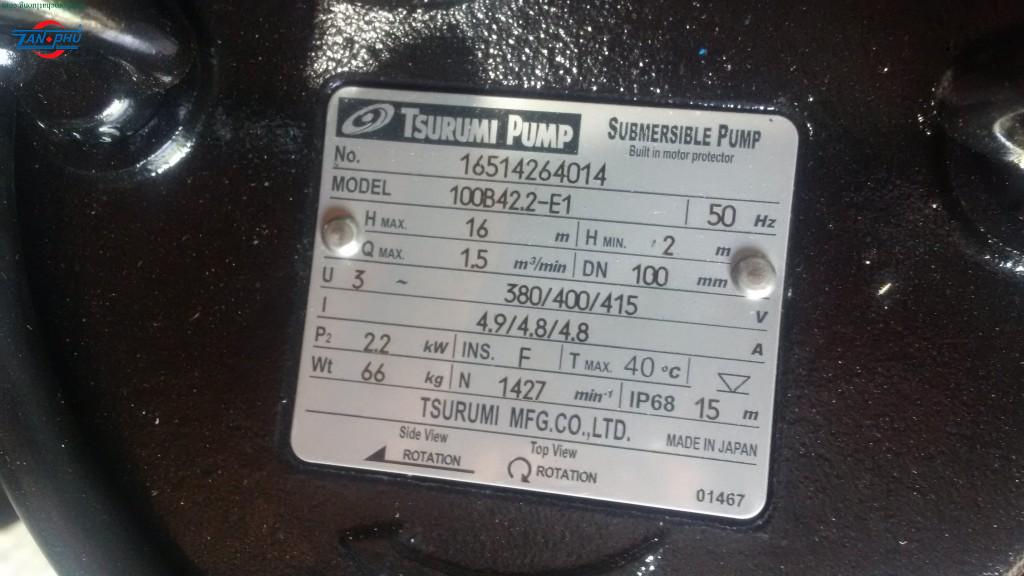 TÂN PHÚ
TSURUMI PUMP SUBMERSIBLE PUMP
Built in motor protector
No. 16514264014
MODEL 100B42.2-E1 50 Hz
H MAX. 16 m H MIN. 2 m
Q MAX. 1.5 m³/min DN 100 mm
U 3 ~ 380/400/415 V
I 4.9/4.8/4.8 A
P₂ 2.2 kW INS. F T MAX. 40 °C
Wt 66 kg N 1427 min⁻¹ IP68 15 m
TSURUMI MFG.CO.,LTD. MADE IN JAPAN
Side View Top View
ROTATION ROTATION
01467